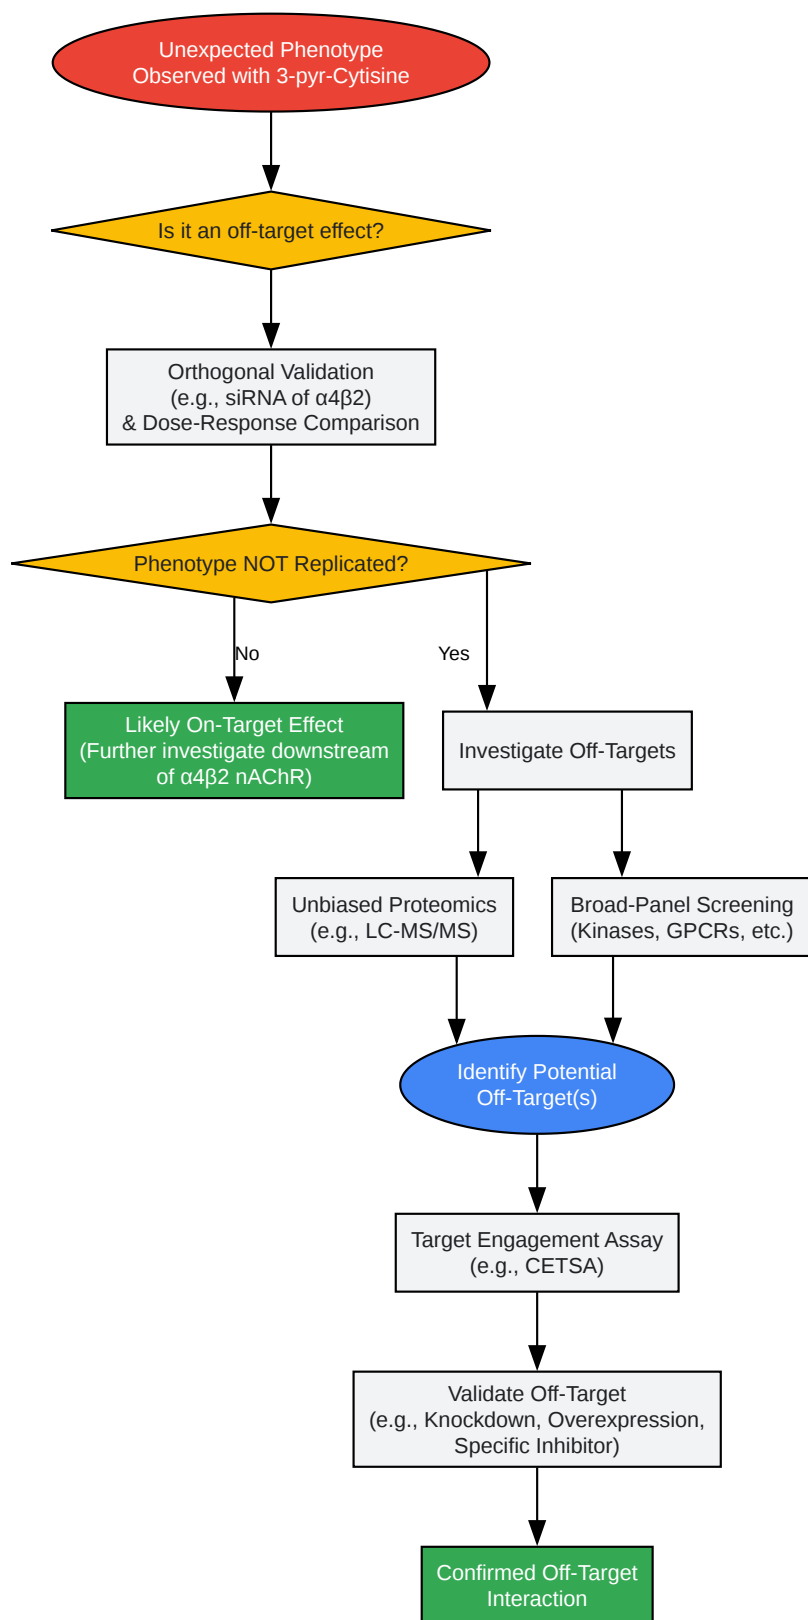 Unexpected Phenotype
Observed with 3-pyr-Cytisine
Is it an off-target effect?
Orthogonal Validation
(e.g., siRNA of α4β2)
& Dose-Response Comparison
Phenotype NOT Replicated?
No
Yes
Likely On-Target Effect
(Further investigate downstream
of α4β2 nAChR)
Investigate Off-Targets
Unbiased Proteomics
(e.g., LC-MS/MS)
Broad-Panel Screening
(Kinases, GPCRs, etc.)
Identify Potential
Off-Target(s)
Target Engagement Assay
(e.g., CETSA)
Validate Off-Target
(e.g., Knockdown, Overexpression,
Specific Inhibitor)
Confirmed Off-Target
Interaction